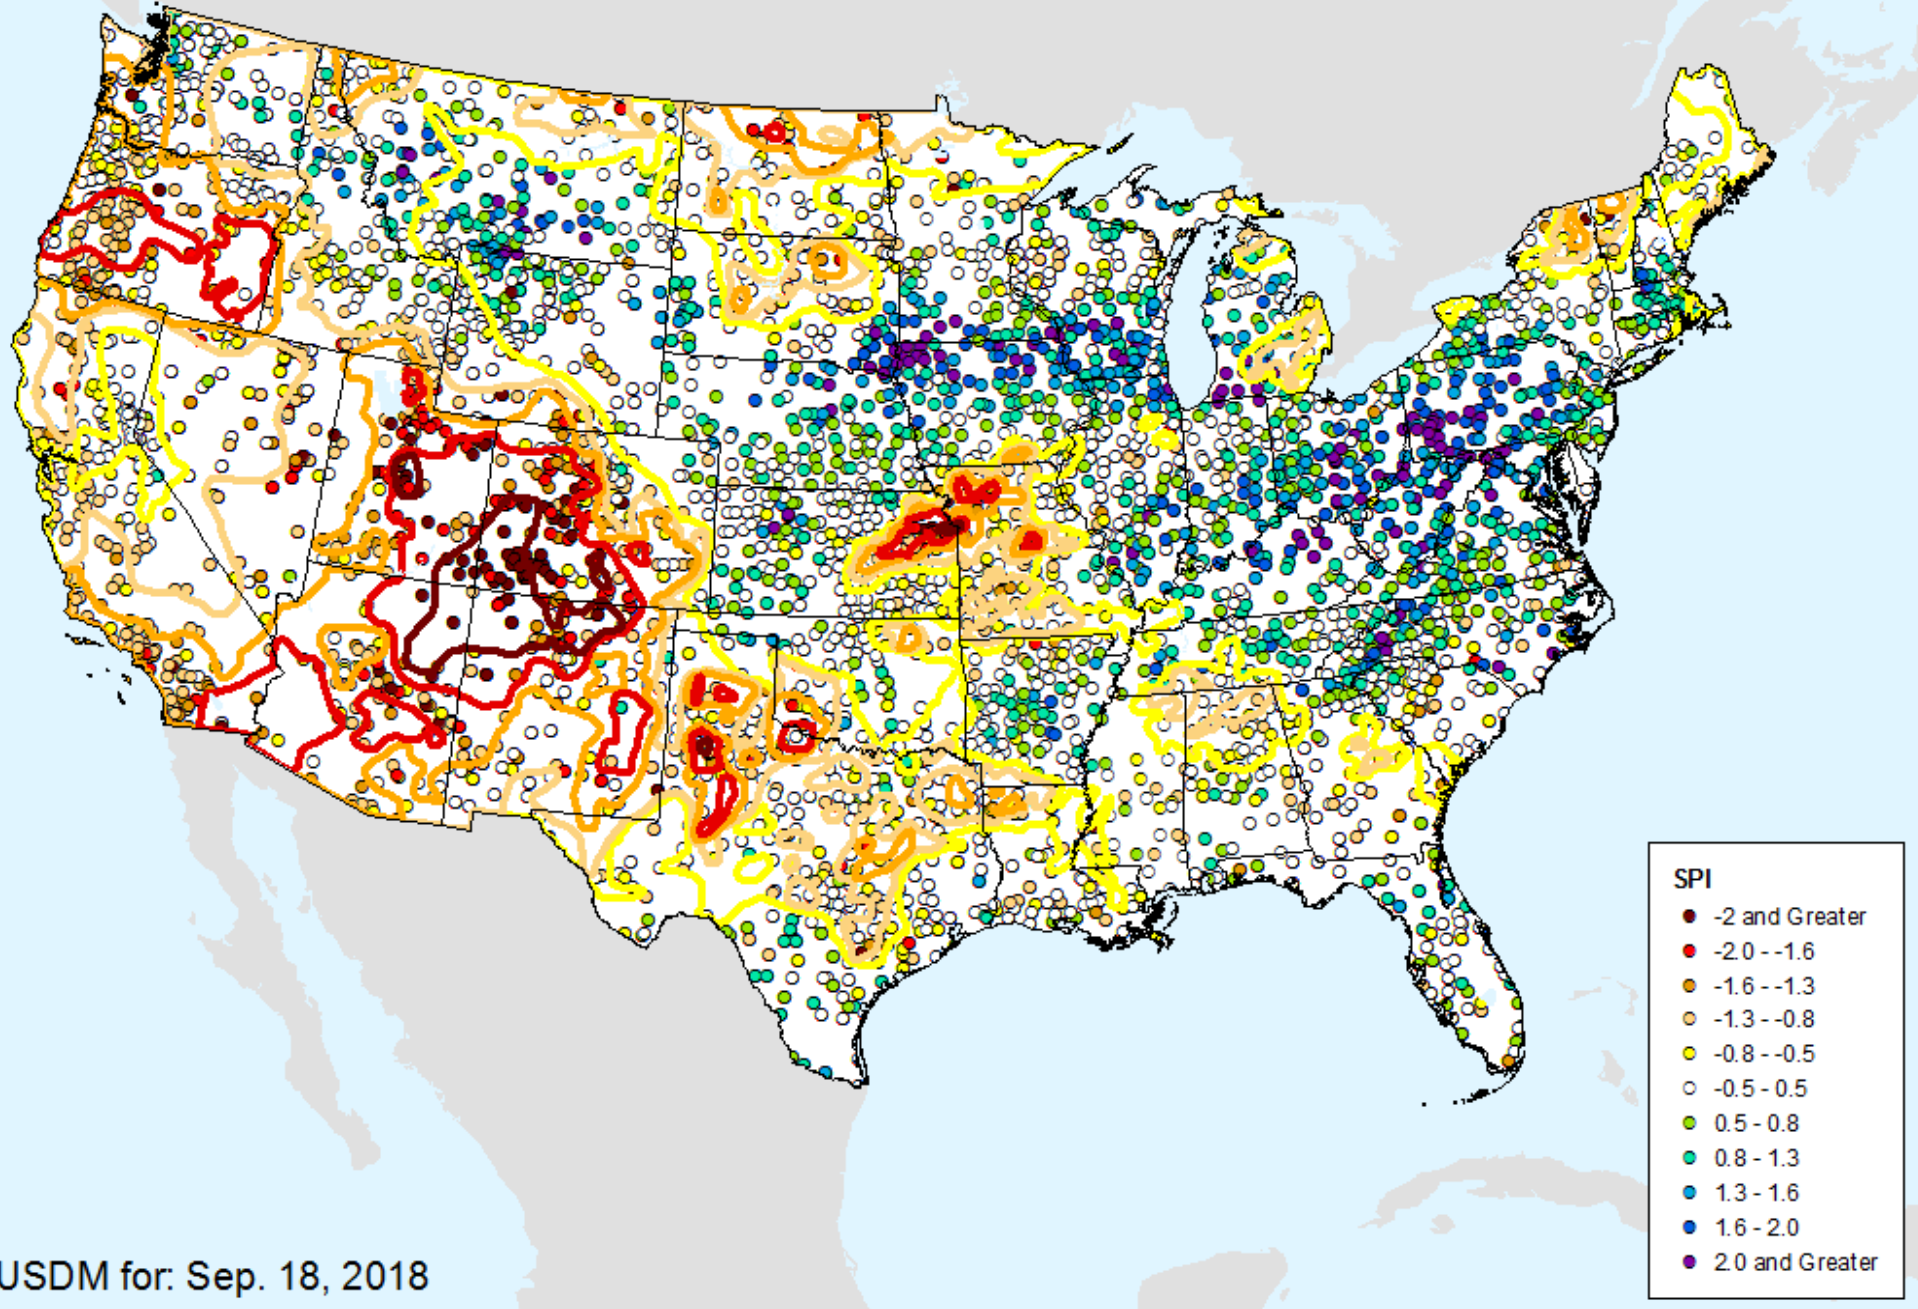 SPI
-2 and Greater
-2.0 - -1.6
-1.6 - -1.3
-1.3 - -0.8
-0.8 - -0.5
-0.5 - 0.5
0.5 - 0.8
0.8 - 1.3
1.3 - 1.6
1.6 - 2.0
2.0 and Greater
USDM for: Sep. 18, 2018